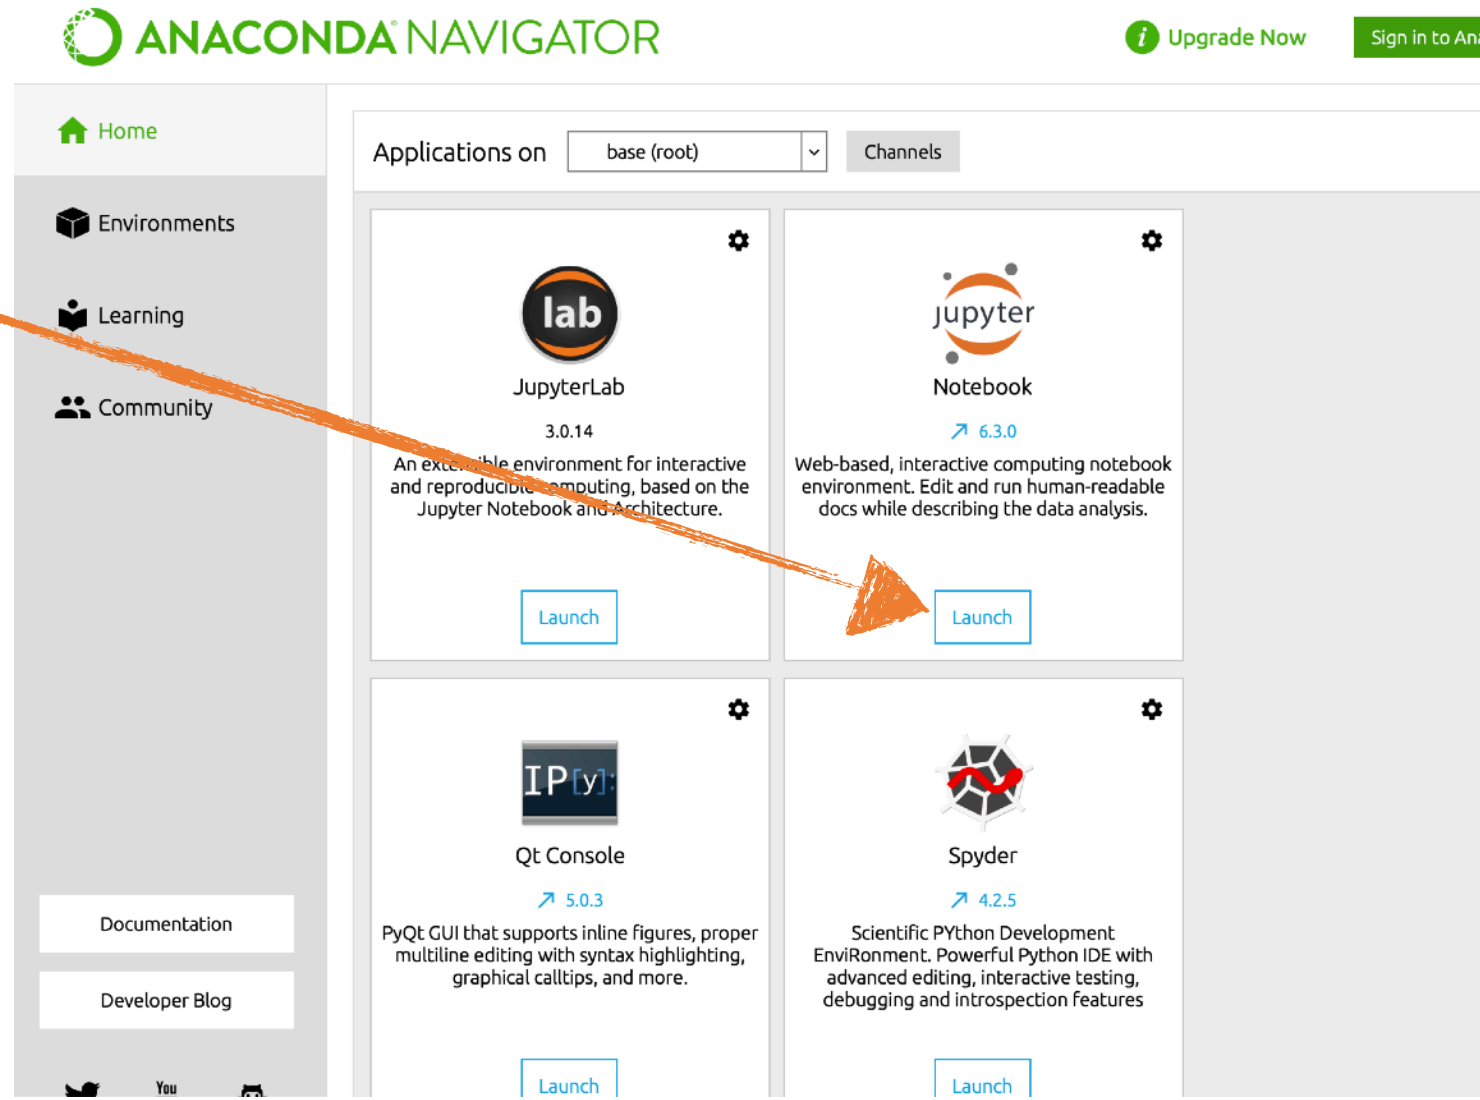 ANACONDA NAVIGATOR
Upgrade Now
Sign in to
Home
Applications on
base (root)
Channels
Environments
Learning
Community
lab
JupyterLab
3.0.14
An extensible environment for interactive
and reproducible computing, based on the
Jupyter Notebook and Architecture.
Launch
jupyter
Notebook
6.3.0
Web-based, interactive computing notebook
environment. Edit and run human-readable
docs while describing the data analysis.
Launch
IP[y]:
Qt Console
5.0.3
PyQt GUI that supports inline figures, proper
multiline editing with syntax highlighting,
graphical calltips, and more.
Launch
Spyder
4.2.5
Scientific PYthon Development
EnviRonment. Powerful Python IDE with
advanced editing, interactive testing,
debugging and introspection features
Launch
Documentation
Developer Blog
You